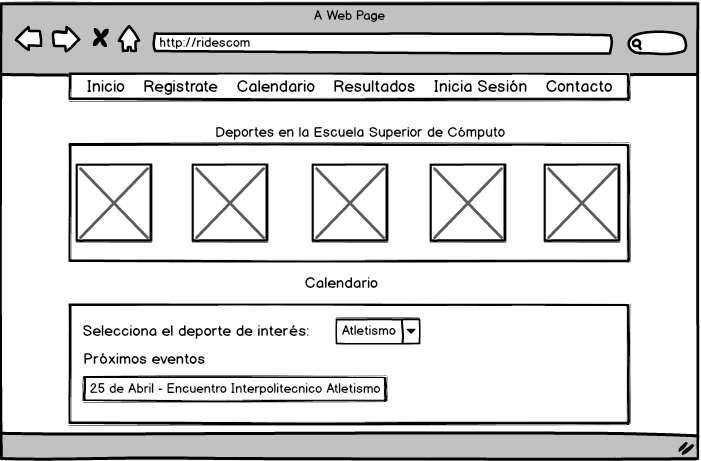 A Web Page
http://ridescom
Inicio Registrate Calendario Resultados Inicia Sesión Contacto
Deportes en la Escuela Superior de Cómputo
Calendario
Selecciona el deporte de interés: Atletismo
Próximos eventos
25 de Abril - Encuentro Interpolitecnico Atletismo